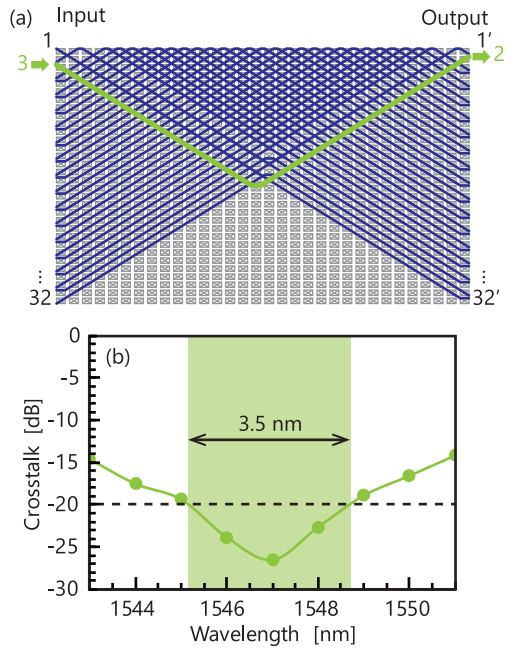 (a) Input Output
1 1’
3 2
... ...
32 32’
(b)
0
-5
-10
-15
-20
-25
-30
3.5 nm
Crosstalk [dB]
1544 1546 1548 1550
Wavelength [nm]